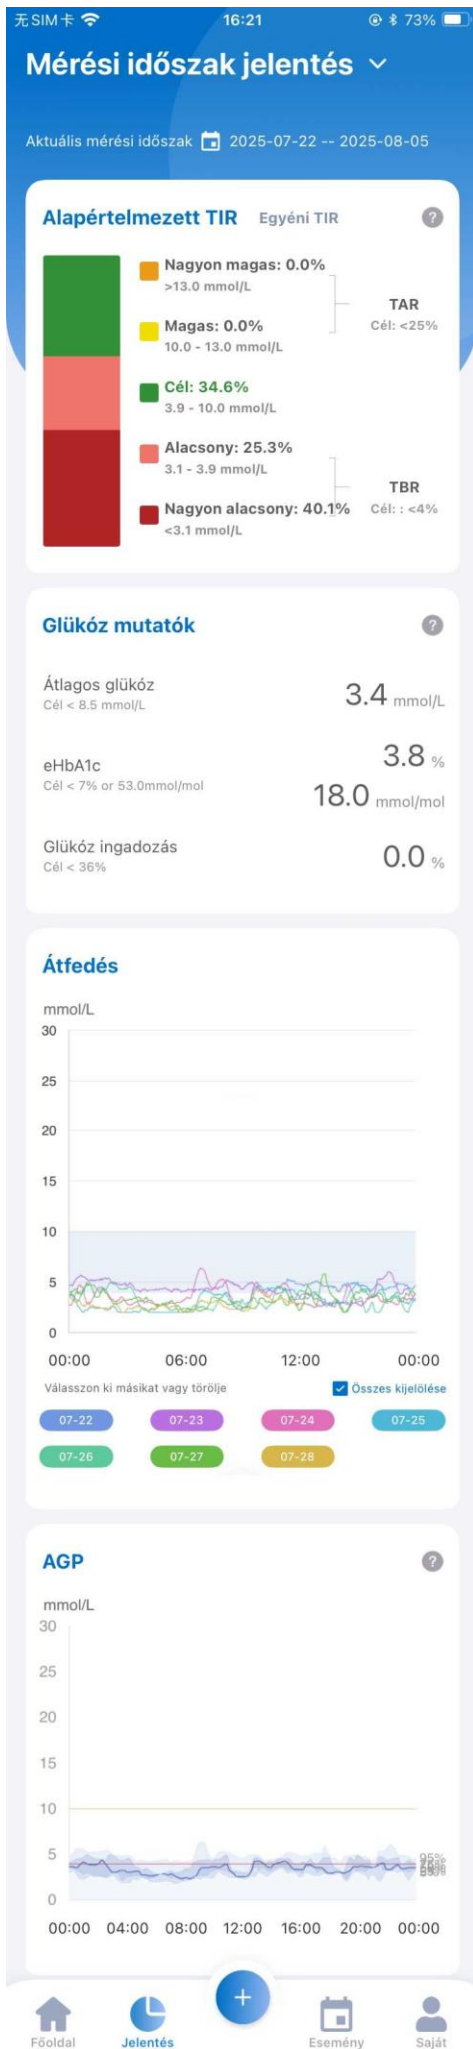 无SIM卡 16:21 73%
Mérési időszak jelentés
Aktuális mérési időszak 2025-07-22 -- 2025-08-05
Alapértelmezett TIR Egyéni TIR ?
Nagyon magas: 0.0%
>13.0 mmol/L
TAR
Magas: 0.0%
Cél: <25%
10.0 - 13.0 mmol/L
Cél: 34.6%
3.9 - 10.0 mmol/L
Alacsony: 25.3%
3.1 - 3.9 mmol/L
TBR
Nagyon alacsony: 40.1%
Cél: : <4%
<3.1 mmol/L
Glükóz mutatók ?
Átlagos glükóz
Cél < 8.5 mmol/L
3.4 mmol/L
eHbA1c
Cél < 7% or 53.0mmol/mol
3.8 %
18.0 mmol/mol
Glükóz ingadozás
Cél < 36%
0.0 %
Átfedés
mmol/L
30
25
20
15
10
5
0
00:00 06:00 12:00 00:00
Válasszon ki másikat vagy törölje Összes kijelölése
07-22 07-23 07-24 07-25
07-26 07-27 07-28
AGP ?
mmol/L
30
25
20
15
10
5
0
95%
00:00 04:00 08:00 12:00 16:00 20:00 00:00
Főoldal Jelentés + Esemény Saját